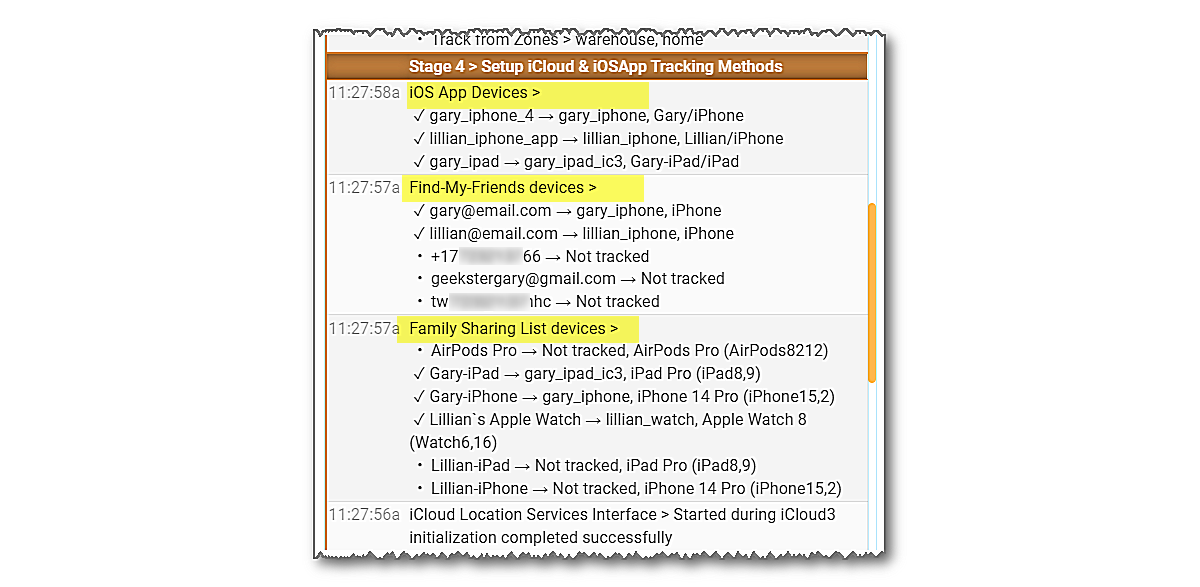 • Track from Zones > warehouse, home
Stage 4 > Setup iCloud & iOSApp Tracking Methods
11:27:58a iOS App Devices >
✓ gary_iphone_4 → gary_iphone, Gary/iPhone
✓ lillian_iphone_app → lillian_iphone, Lillian/iPhone
✓ gary_ipad → gary_ipad_ic3, Gary-iPad/iPad
11:27:57a Find-My-Friends devices >
✓ gary@email.com → gary_iphone, iPhone
✓ lillian@email.com → lillian_iphone, iPhone
• +17 66 → Not tracked
• geekstergary@gmail.com → Not tracked
• tw hc → Not tracked
11:27:57a Family Sharing List devices >
• AirPods Pro → Not tracked, AirPods Pro (AirPods8212)
✓ Gary-iPad → gary_ipad_ic3, iPad Pro (iPad8,9)
✓ Gary-iPhone → gary_iphone, iPhone 14 Pro (iPhone15,2)
✓ Lillian`s Apple Watch → lillian_watch, Apple Watch 8
(Watch6,16)
• Lillian-iPad → Not tracked, iPad Pro (iPad8,9)
• Lillian-iPhone → Not tracked, iPhone 14 Pro (iPhone15,2)
11:27:56a iCloud Location Services Interface > Started during iCloud3
initialization completed successfully